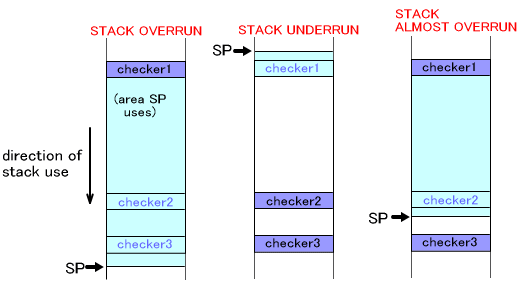 STACK OVERRUN
checker1
(area SP
uses)
direction of
stack use
checker2
checker3
SP
STACK UNDERRUN
SP
checker1
checker2
checker3
STACK
ALMOST OVERRUN
checker1
checker2
SP
checker3